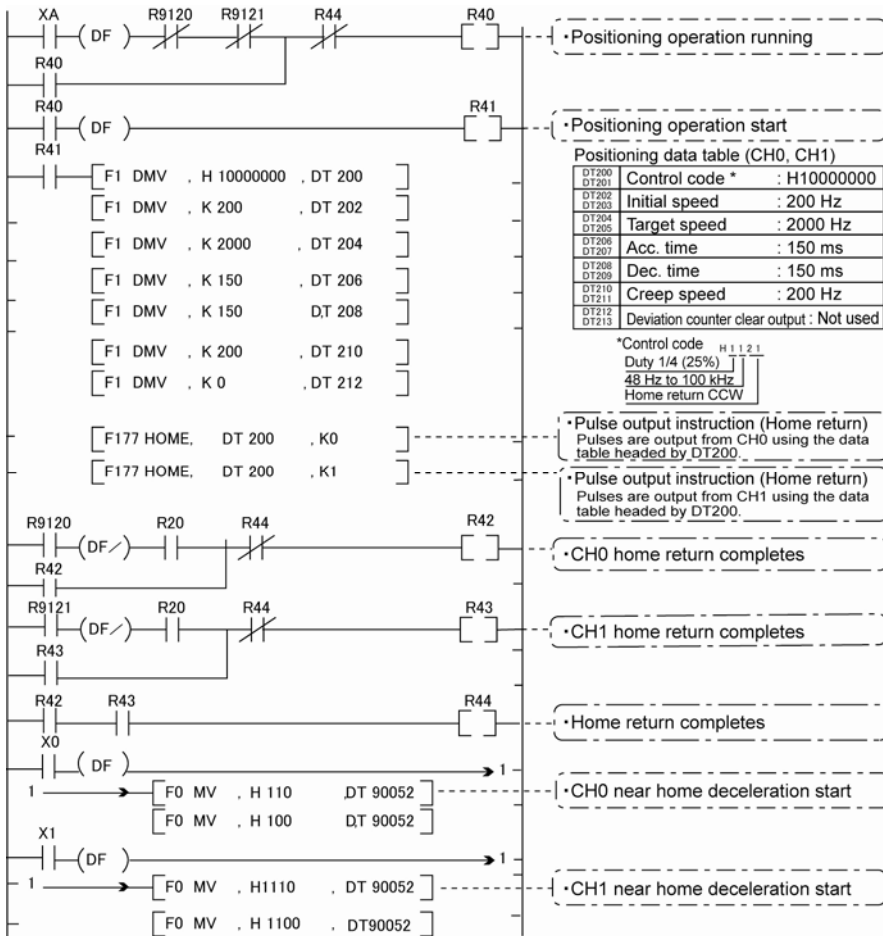 XA R9120 R9121 R44 R40
( DF )
·Positioning operation running
R40
R40 R41
( DF )
·Positioning operation start
R41
Positioning data table (CH0, CH1)
DT200 DT201 Control code * : H10000000
DT202 DT203 Initial speed : 200 Hz
DT204 DT205 Target speed : 2000 Hz
DT206 DT207 Acc. time : 150 ms
DT208 DT209 Dec. time : 150 ms
DT210 DT211 Creep speed : 200 Hz
DT212 DT213 Deviation counter clear output : Not used
F1 DMV , H 10000000 , DT 200
F1 DMV , K 200 , DT 202
F1 DMV , K 2000 , DT 204
F1 DMV , K 150 , DT 206
F1 DMV , K 150 D,T 208
F1 DMV , K 200 , DT 210
F1 DMV , K 0 , DT 212
*Control code H 1 1 2 1
Duty 1/4 (25%)
48 Hz to 100 kHz
Home return CCW
F177 HOME, DT 200 , K0
·Pulse output instruction (Home return)
Pulses are output from CH0 using the data
table headed by DT200.
F177 HOME, DT 200 , K1
·Pulse output instruction (Home return)
Pulses are output from CH1 using the data
table headed by DT200.
R9120 R20 R44 R42
(DF/)
·CH0 home return completes
R42
R9121 R20 R44 R43
(DF/)
·CH1 home return completes
R43
R42 R43 R44
·Home return completes
X0
( DF ) 1
1 F0 MV , H 110 ,DT 90052
·CH0 near home deceleration start
F0 MV , H 100 D,T 90052
X1
(DF ) 1
1 F0 MV , H1110 , DT 90052
·CH1 near home deceleration start
F0 MV , H 1100 , DT90052